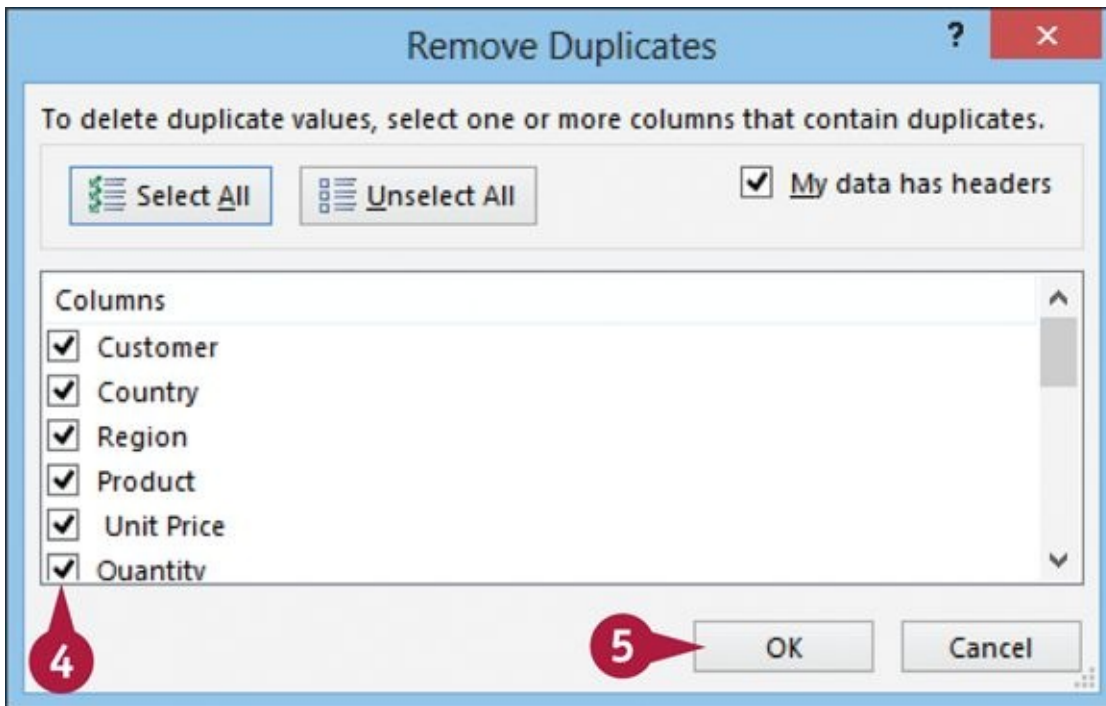 Remove Duplicates ? ×
To delete duplicate values, select one or more columns that contain duplicates.
Select All Unselect All My data has headers
Columns
Customer
Country
Region
Product
Unit Price
Quantity
4
5 OK Cancel